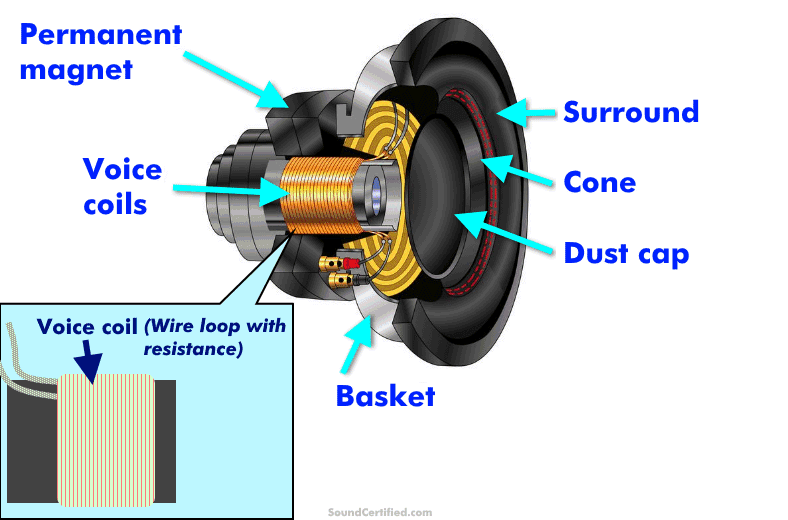 Permanent
magnet
Surround
Voice
coils
Cone
Dust cap
Voice coil (Wire loop with
resistance)
Basket
SoundCertified.com